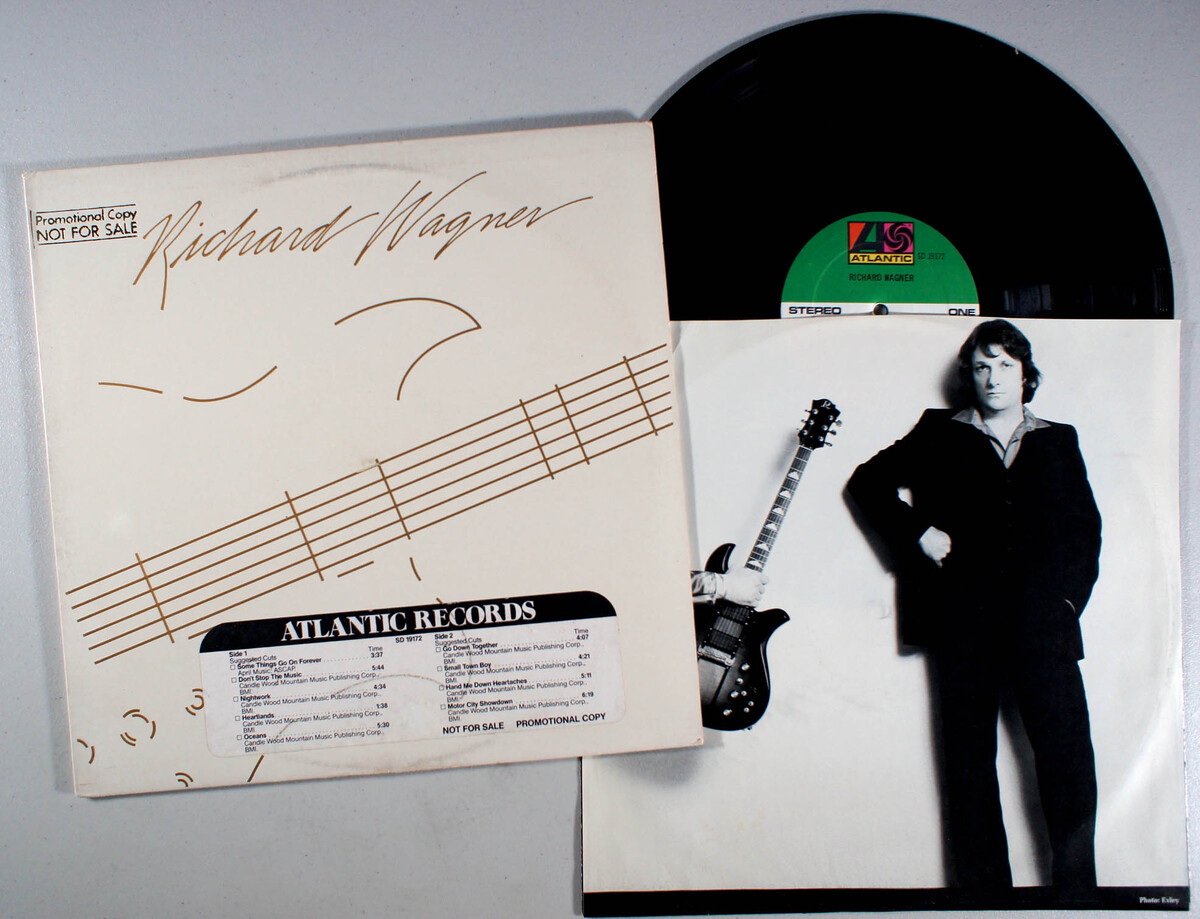 Promotional Copy
NOT FOR SALE
Richard Wagner
ATLANTIC RECORDS
SD 19172
Side 1
Suggested Cuts Time
Some Things Go On Forever 3:37
April Music; ASCAP.
Don't Stop The Music 5:44
Candle Wood Mountain Music Publishing Corp.,
BMI.
Nightwork 4:34
Candle Wood Mountain Music Publishing Corp.,
BMI.
Heartlands 1:38
Candle Wood Mountain Music Publishing Corp.,
BMI.
Oceans 5:30
Candle Wood Mountain Music Publishing Corp.,
BMI.
Side 2
Suggested Cuts Time
Go Down Together 4:07
Candle Wood Mountain Music Publishing Corp.,
BMI.
Small Town Boy 4:21
Candle Wood Mountain Music Publishing Corp.,
BMI.
Hand Me Down Heartaches 5:11
Candle Wood Mountain Music Publishing Corp.,
BMI.
Motor City Showdown 6:19
Candle Wood Mountain Music Publishing Corp.,
BMI.
NOT FOR SALE PROMOTIONAL COPY
ATLANTIC
SD 19172
RICHARD WAGNER
STEREO ONE
Photo: Exley